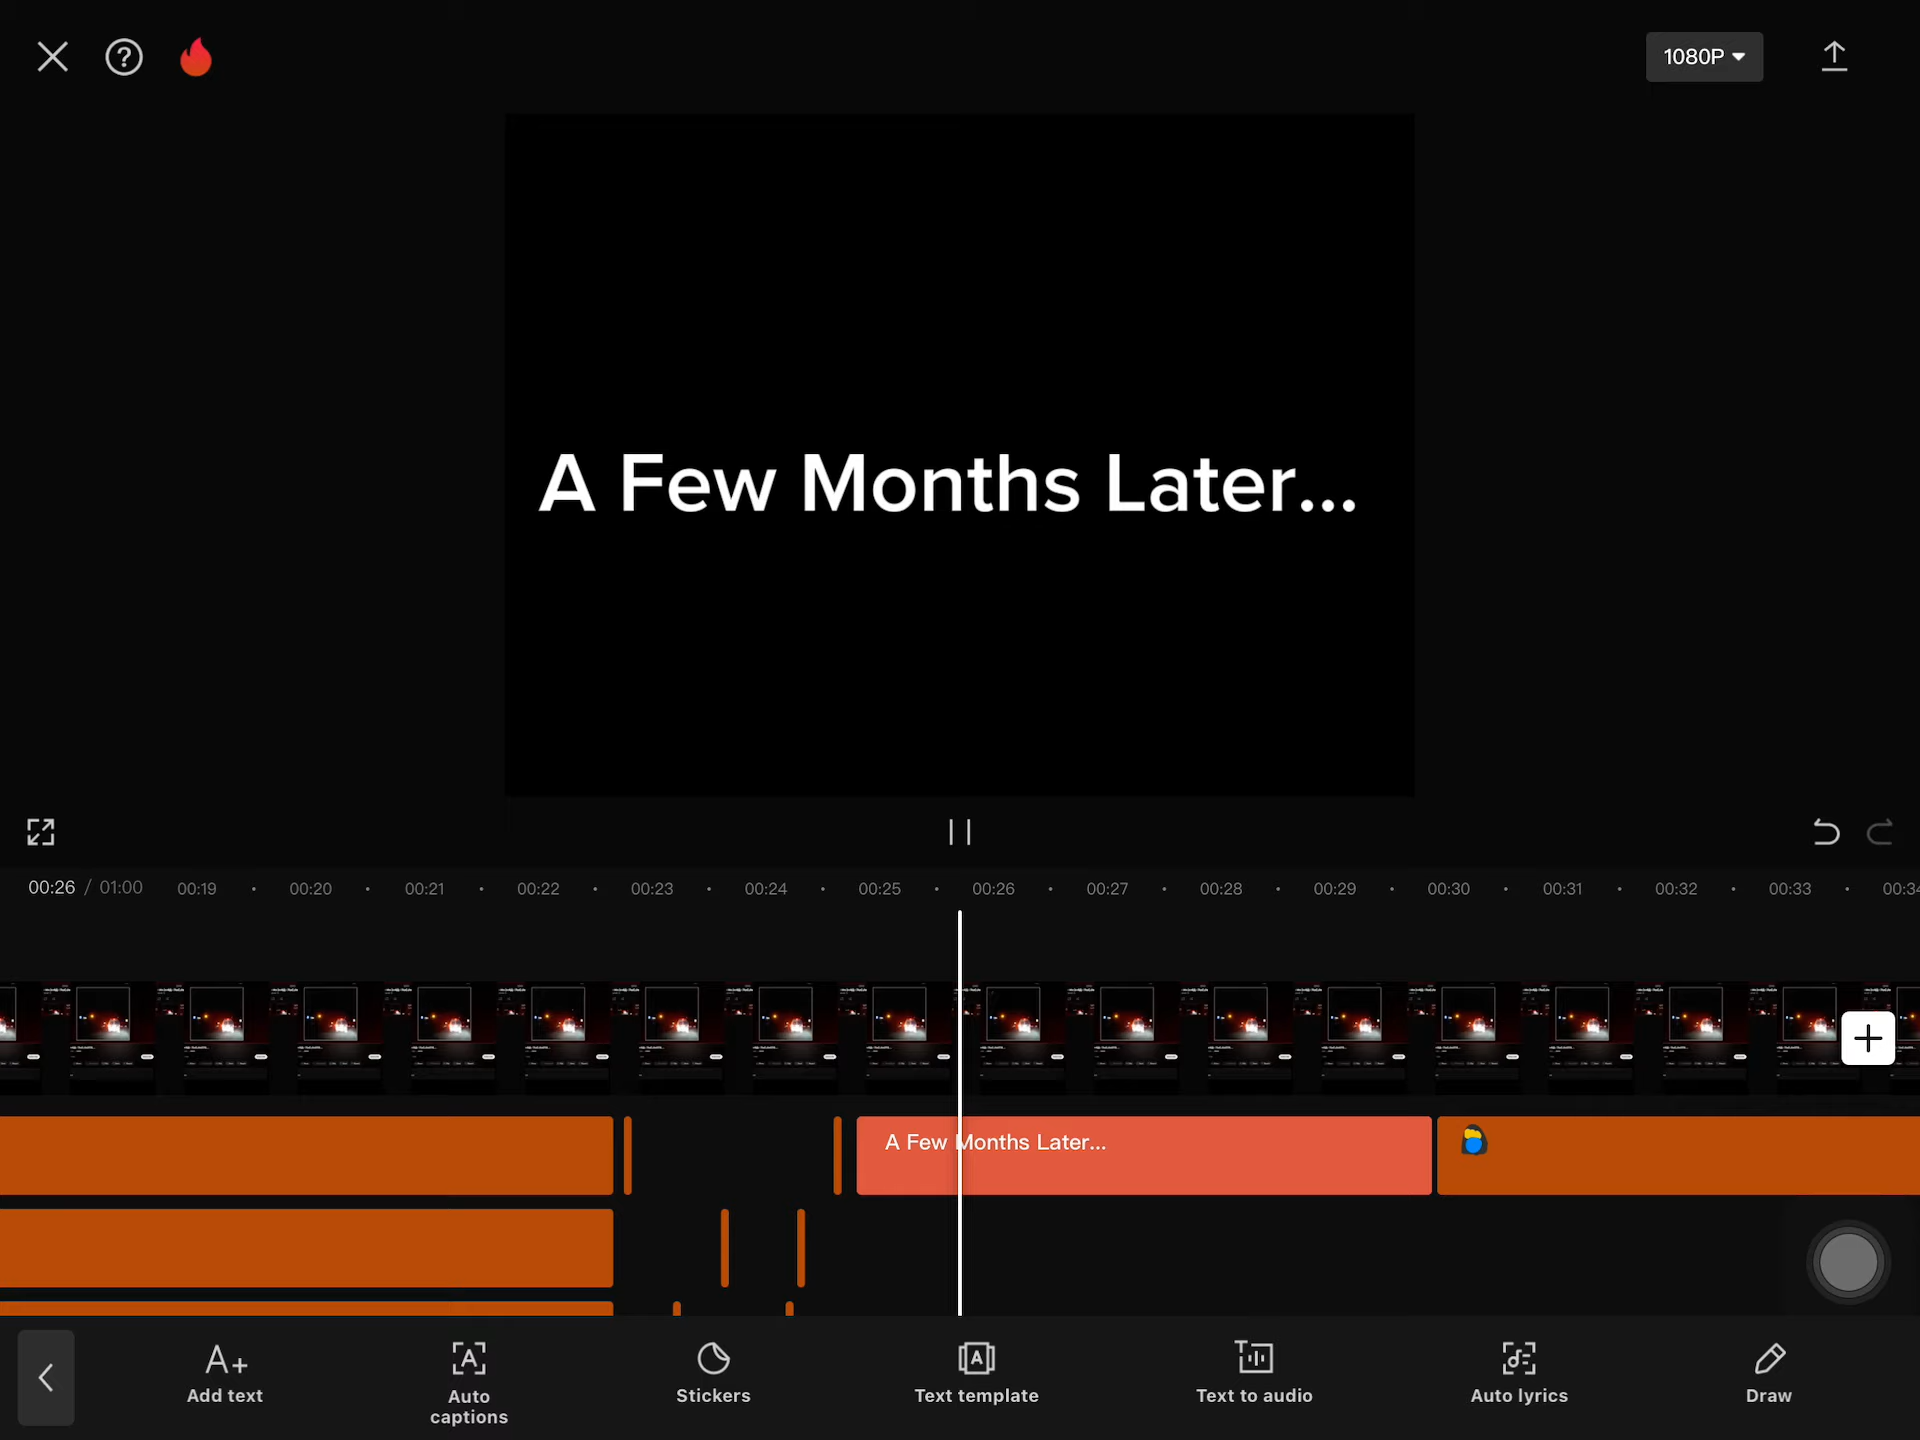 1080P
A Few Months Later...
00:26 / 01:00 00:19 00:20 00:21 00:22 00:23 00:24 00:25 00:26 00:27 00:28 00:29 00:30 00:31 00:32 00:33
A Few Months Later...
Add text
Auto captions
Stickers
Text template
Text to audio
Auto lyrics
Draw